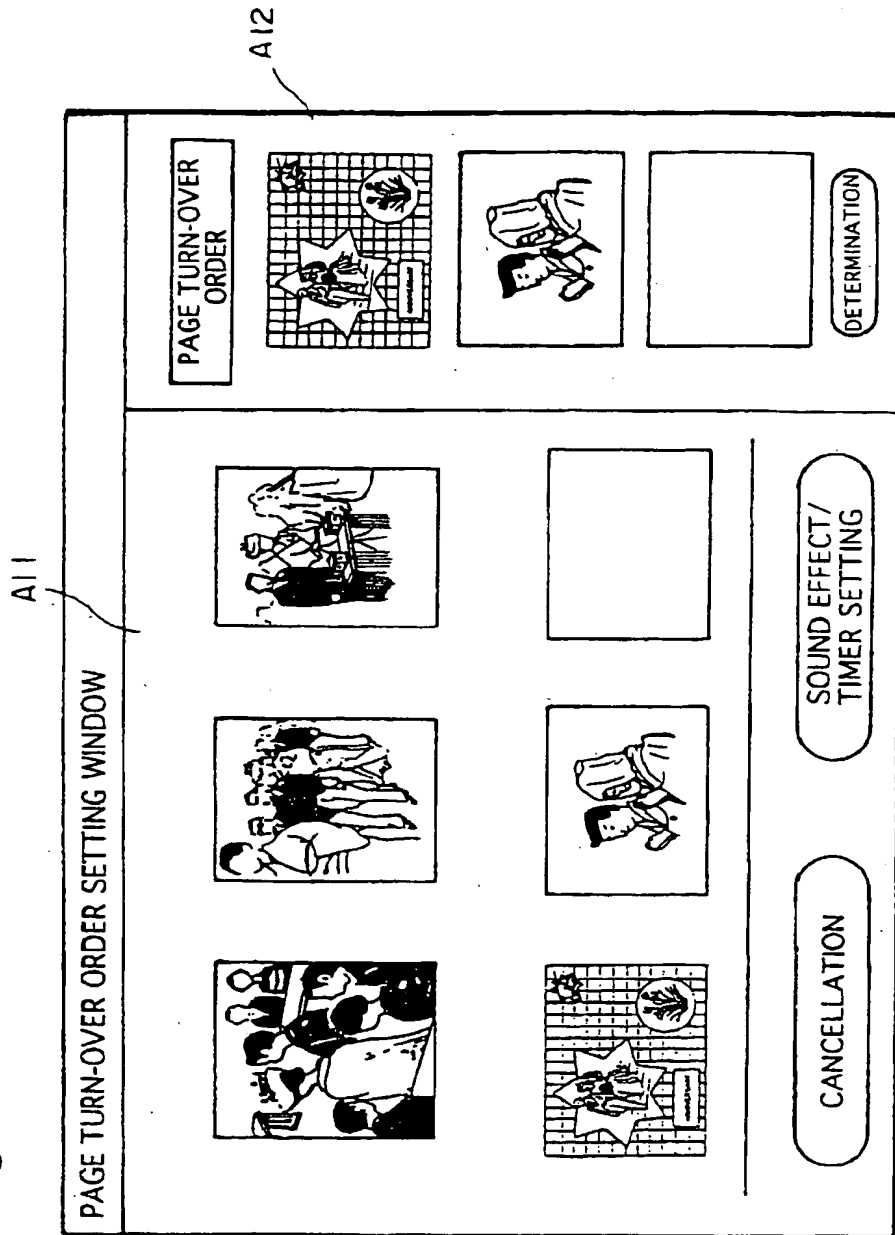 A11
A12
PAGE TURN-OVER ORDER SETTING WINDOW
PAGE TURN-OVER
ORDER
DETERMINATION
CANCELLATION
SOUND EFFECT/
TIMER SETTING